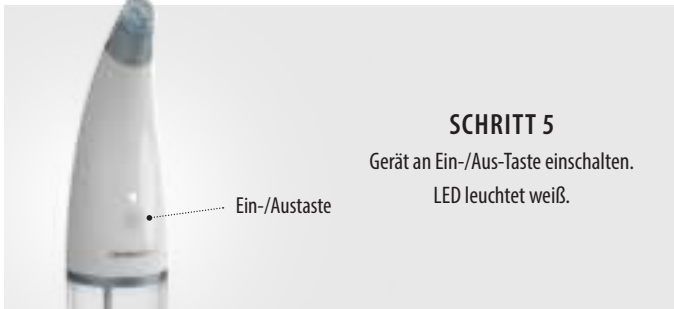 SCHRITT 5
Gerät an Ein-/Aus-Taste einschalten.
LED leuchtet weiß.
Ein-/Austaste